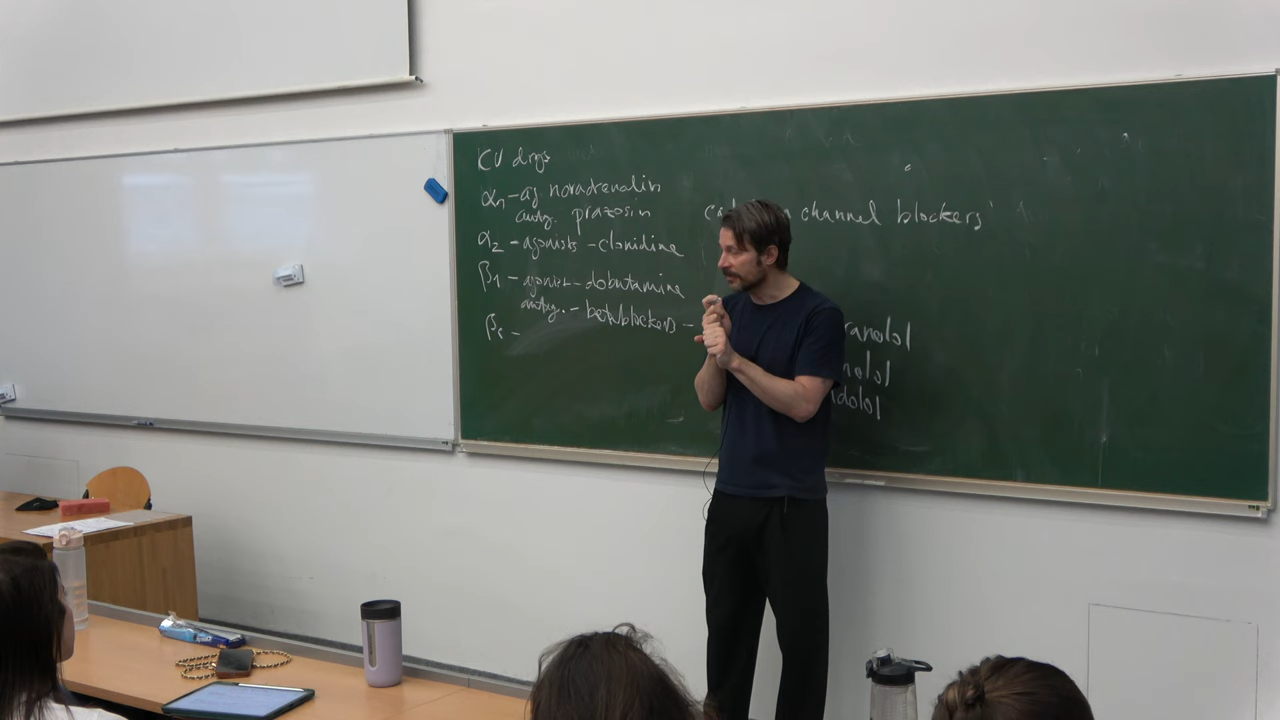 CV drgs
α1 - ag noradrenalin
antg. prazosin
α2 - agonists - clonidine
β1 - agonist - dobutamine
antg. - betablockers -
β2 -
channel blockers
ranolol
nolol
idolol